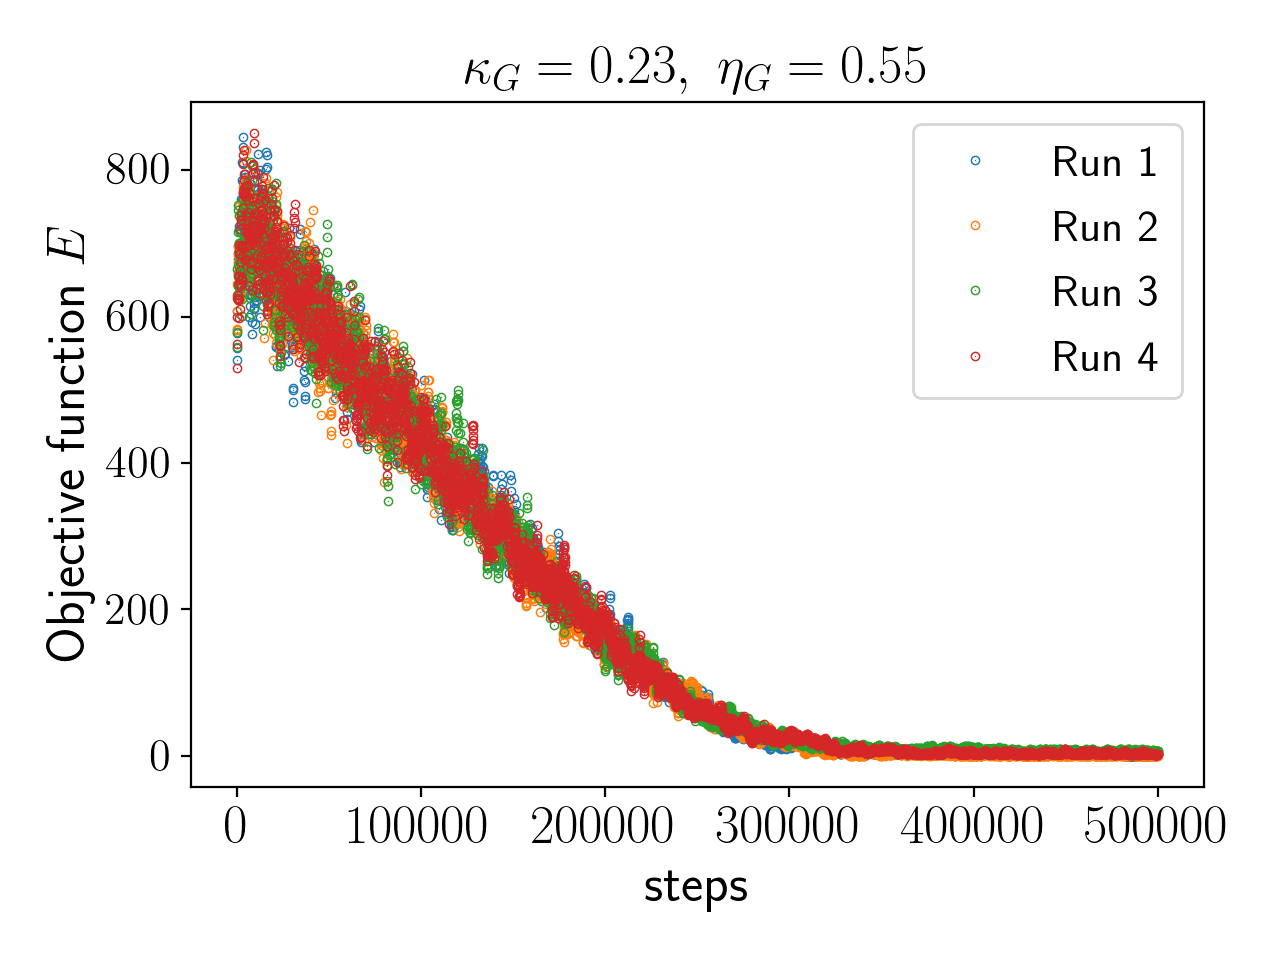 κ_G = 0.23, η_G = 0.55
800
600
400
200
0
Objective function E
Run 1
Run 2
Run 3
Run 4
0 100000 200000 300000 400000 500000
steps